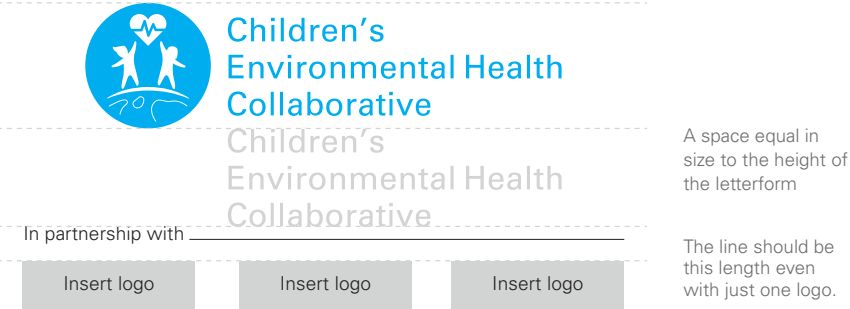 Children's
Environmental Health
Collaborative
Children's
Environmental Health
Collaborative
A space equal in
size to the height of
the letterform
In partnership with
The line should be
this length even
with just one logo.
Insert logo
Insert logo
Insert logo